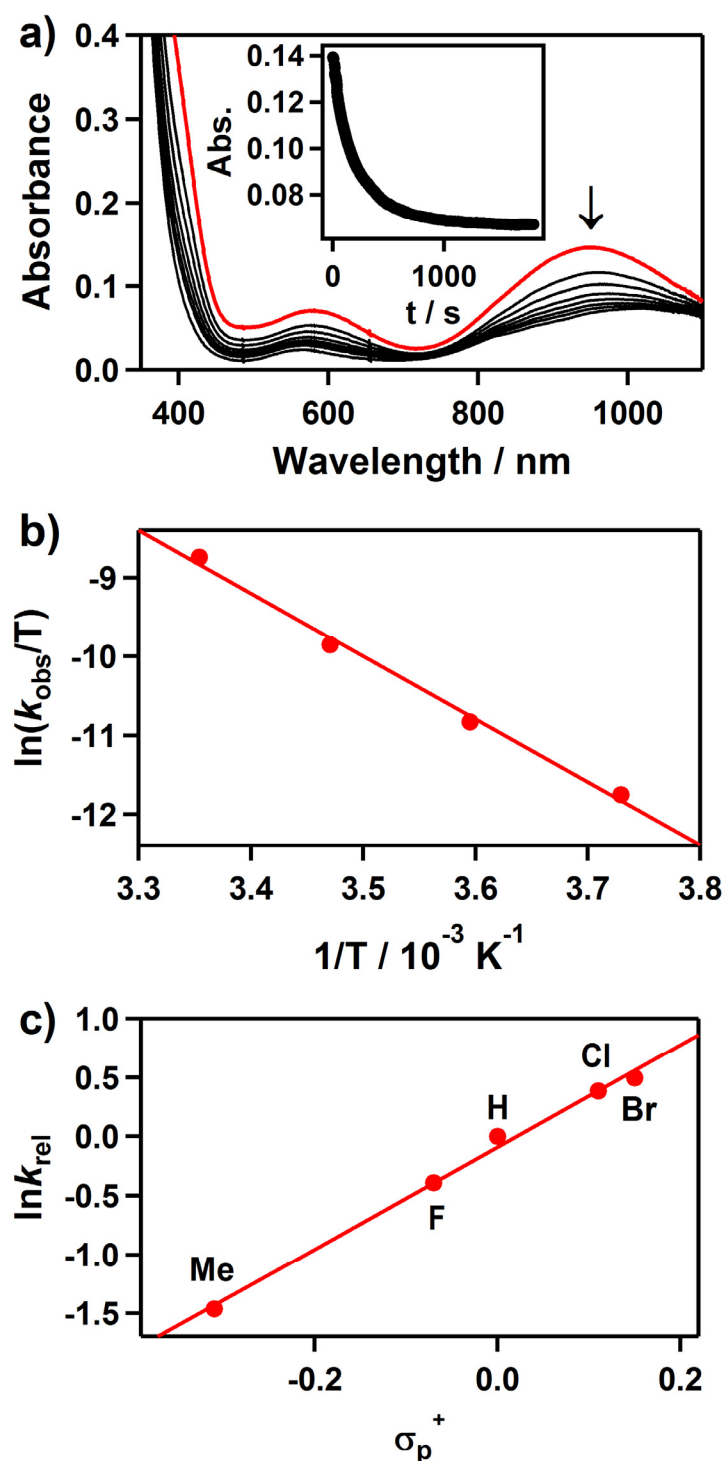 a)
Absorbance
0.4
0.3
0.2
0.1
0.0
Abs.
0.14
0.12
0.10
0.08
0 1000
t / s
↓
400 600 800 1000
Wavelength / nm
b)
ln(k_obs/T)
-9
-10
-11
-12
3.3 3.4 3.5 3.6 3.7 3.8
1/T / 10⁻³ K⁻¹
c)
lnk_rel
1.0
0.5
0.0
-0.5
-1.0
-1.5
Me
F
H
Cl
Br
-0.2 0.0 0.2
σ_p⁺